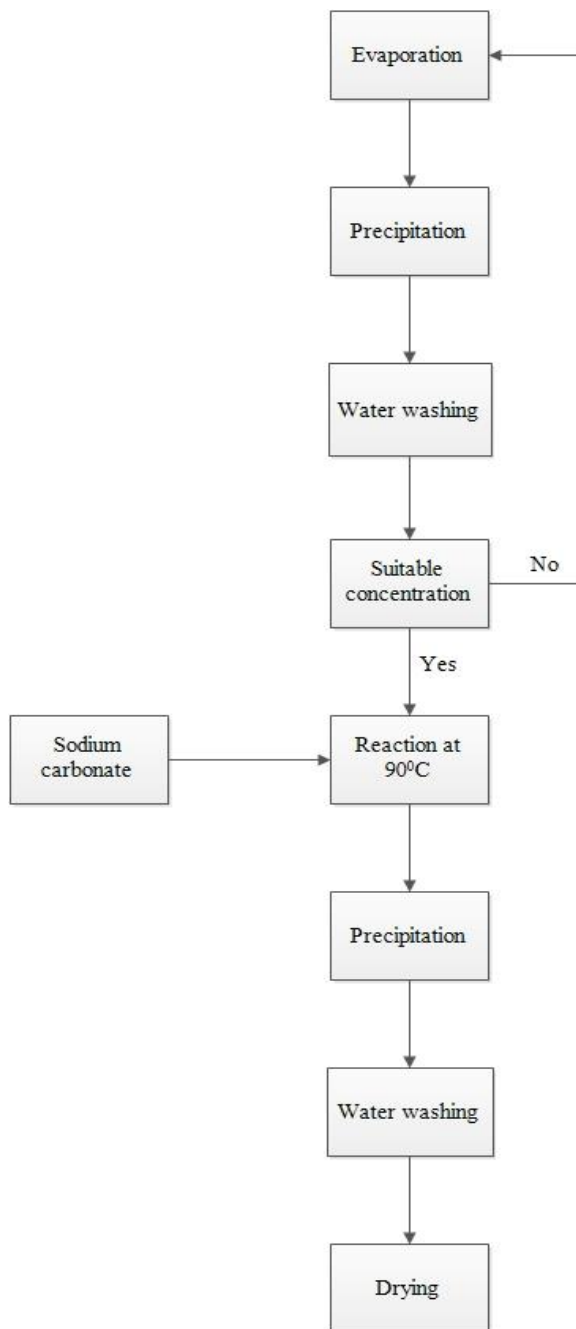 Evaporation
Precipitation
Water washing
Suitable
concentration
No
Yes
Sodium
carbonate
Reaction at
90⁰C
Precipitation
Water washing
Drying